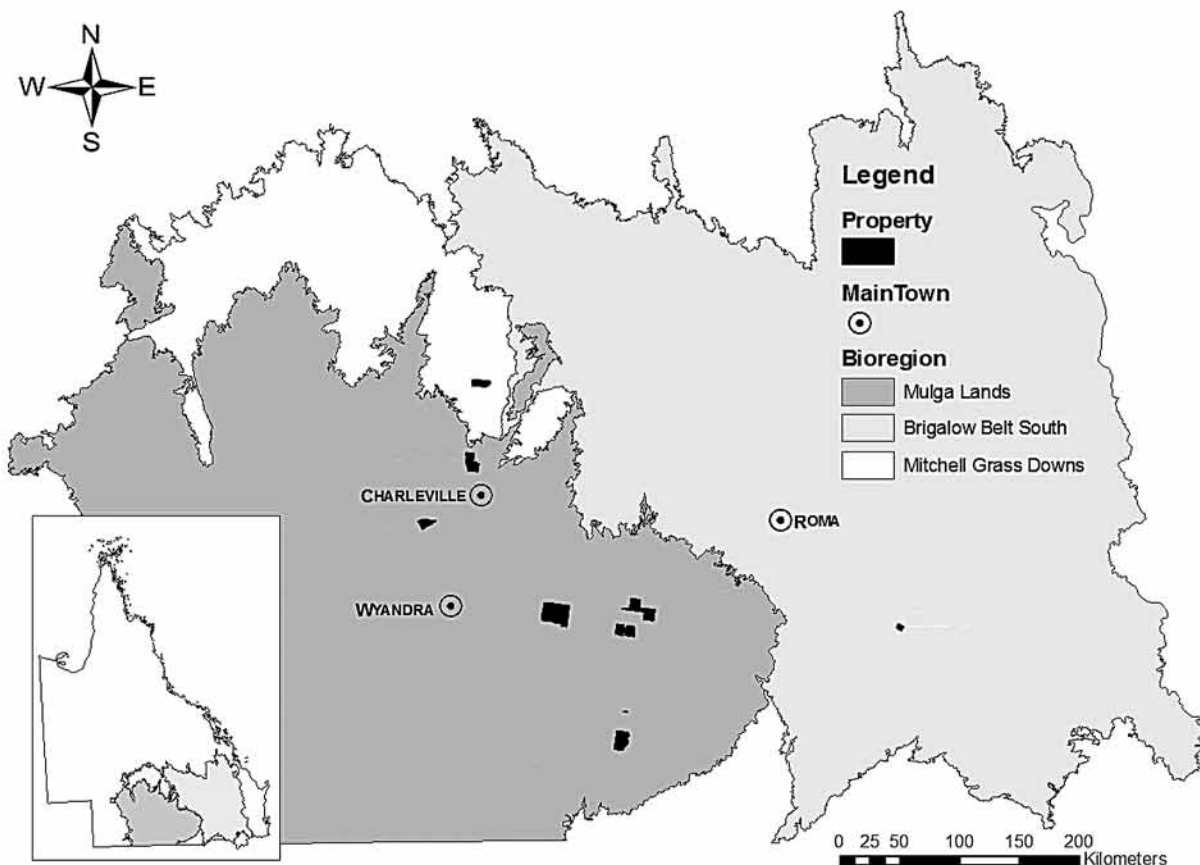 N
W E
S
Legend
Property
MainTown
Bioregion
Mulga Lands
Brigalow Belt South
Mitchell Grass Downs
CHARLEVILLE
ROMA
WYANDRA
0 25 50 100 150 200
Kilometers